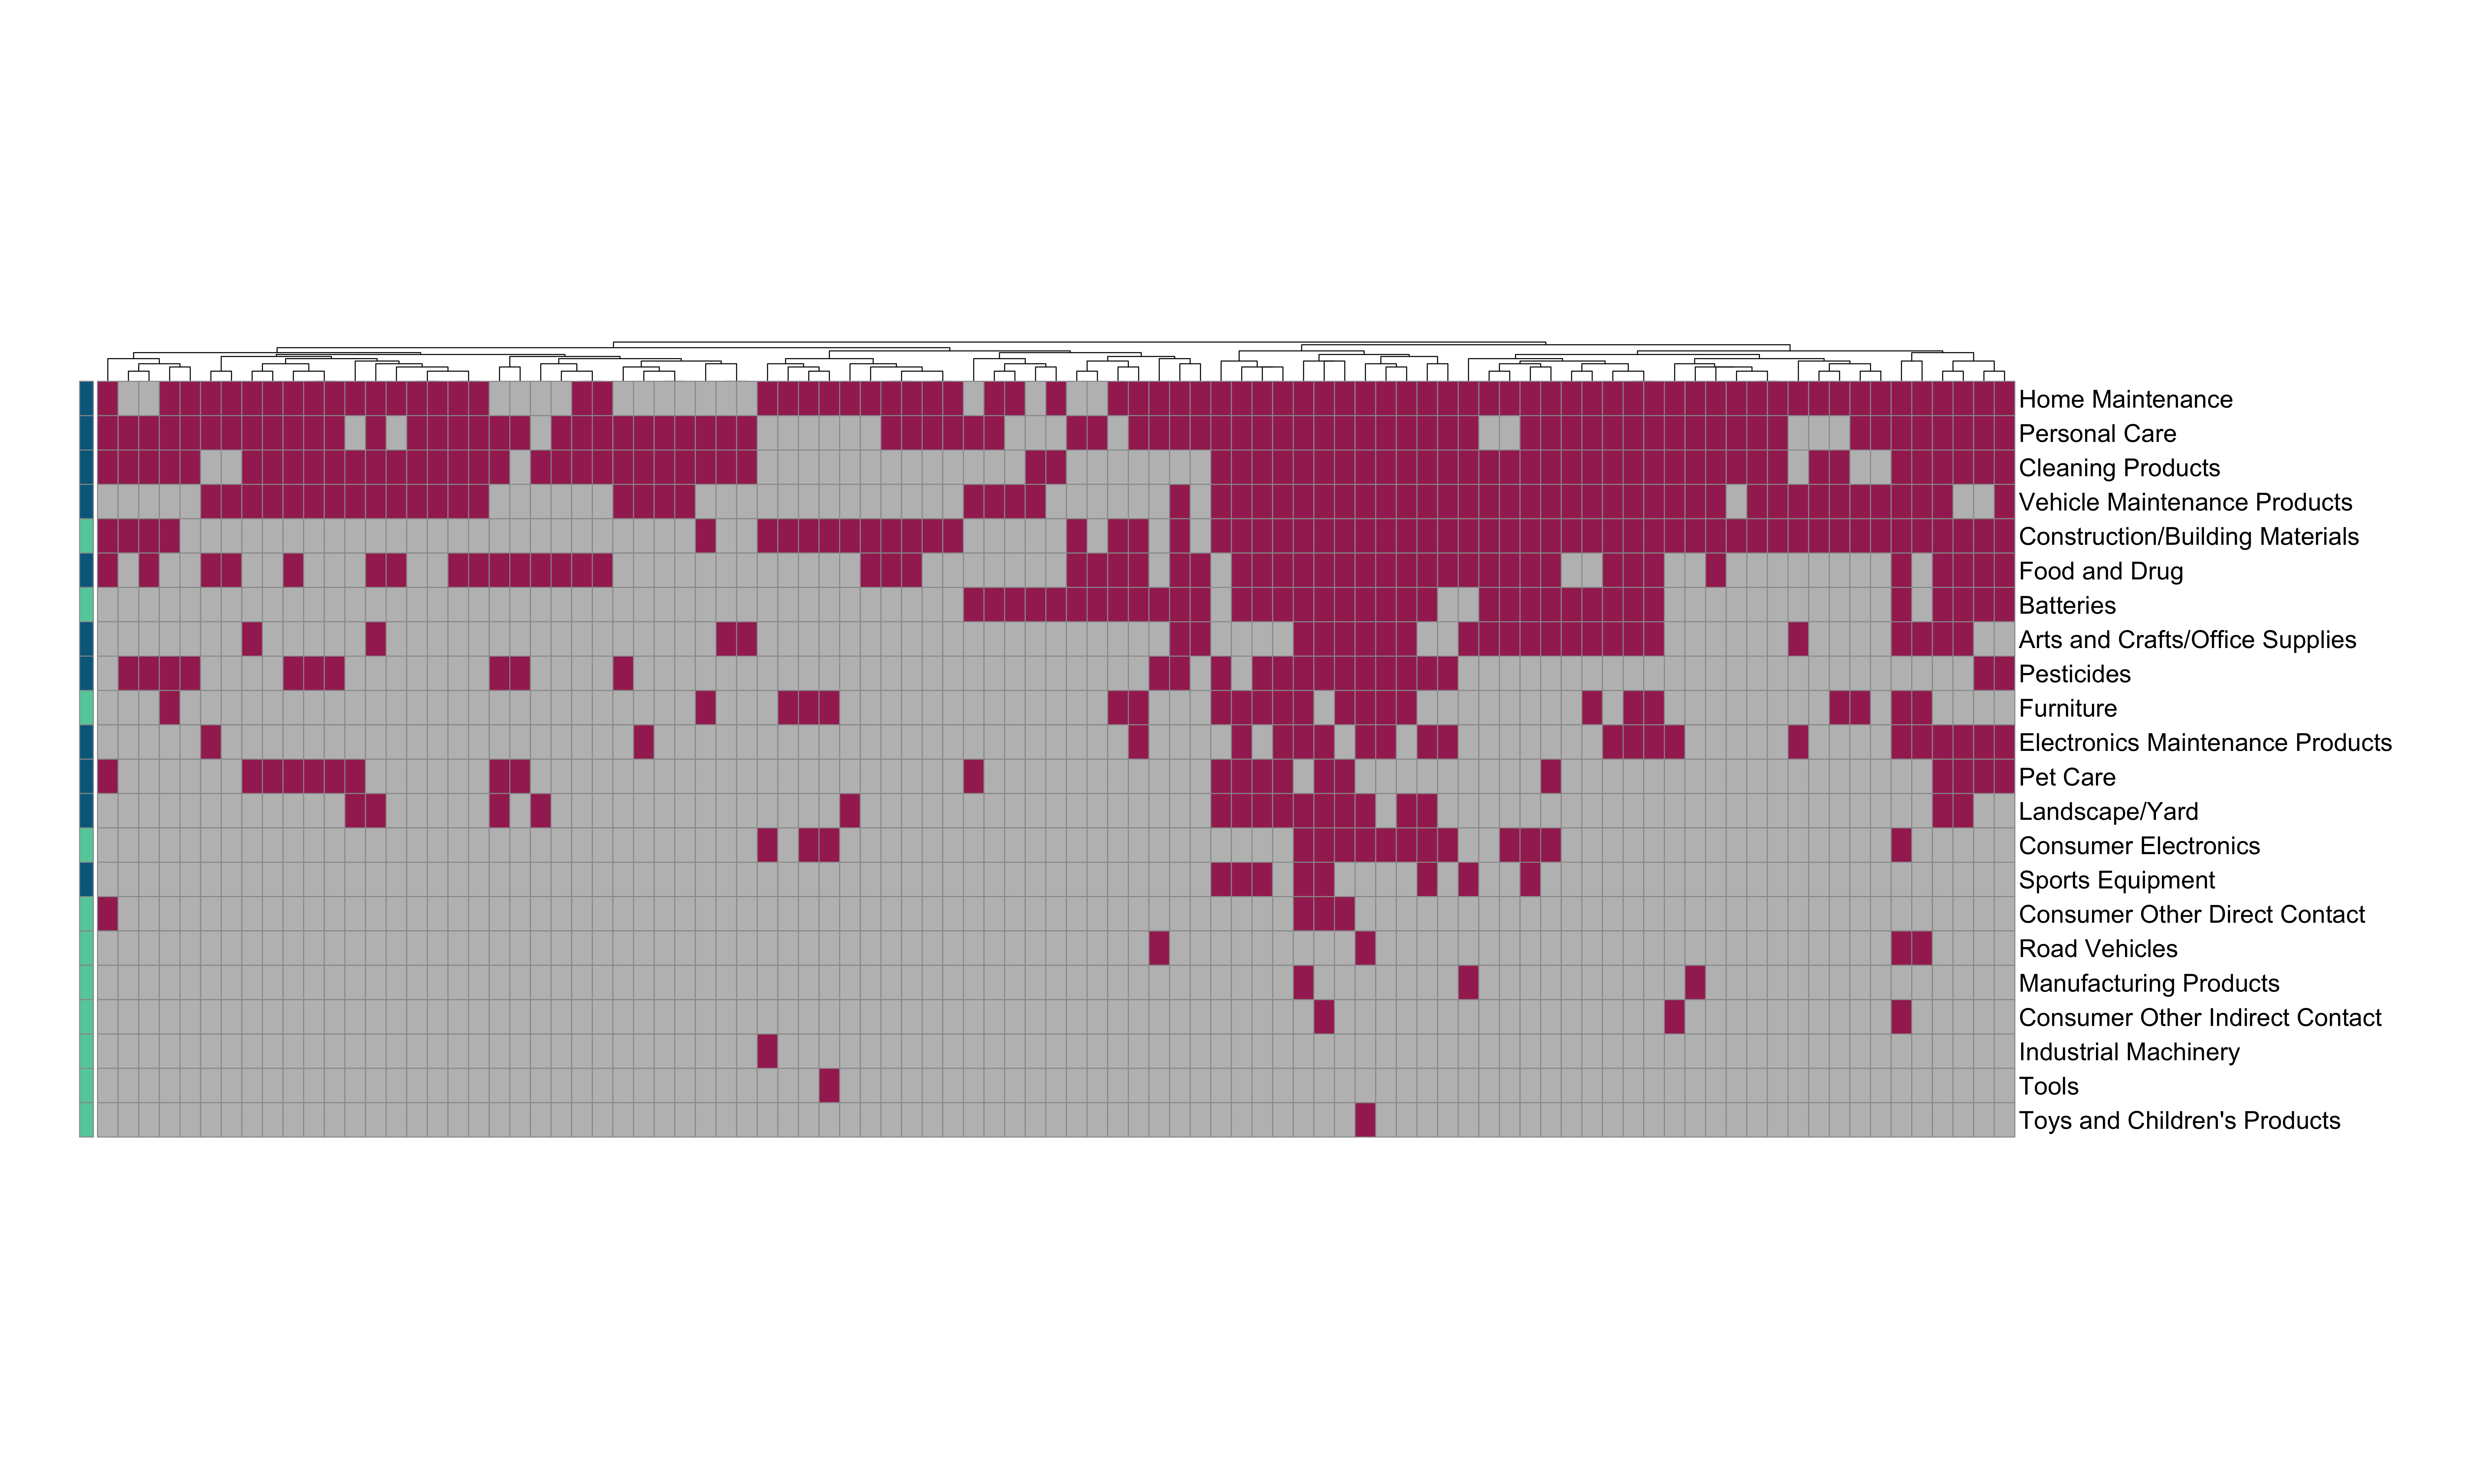 Home Maintenance
Personal Care
Cleaning Products
Vehicle Maintenance Products
Construction/Building Materials
Food and Drug
Batteries
Arts and Crafts/Office Supplies
Pesticides
Furniture
Electronics Maintenance Products
Pet Care
Landscape/Yard
Consumer Electronics
Sports Equipment
Consumer Other Direct Contact
Road Vehicles
Manufacturing Products
Consumer Other Indirect Contact
Industrial Machinery
Tools
Toys and Children's Products